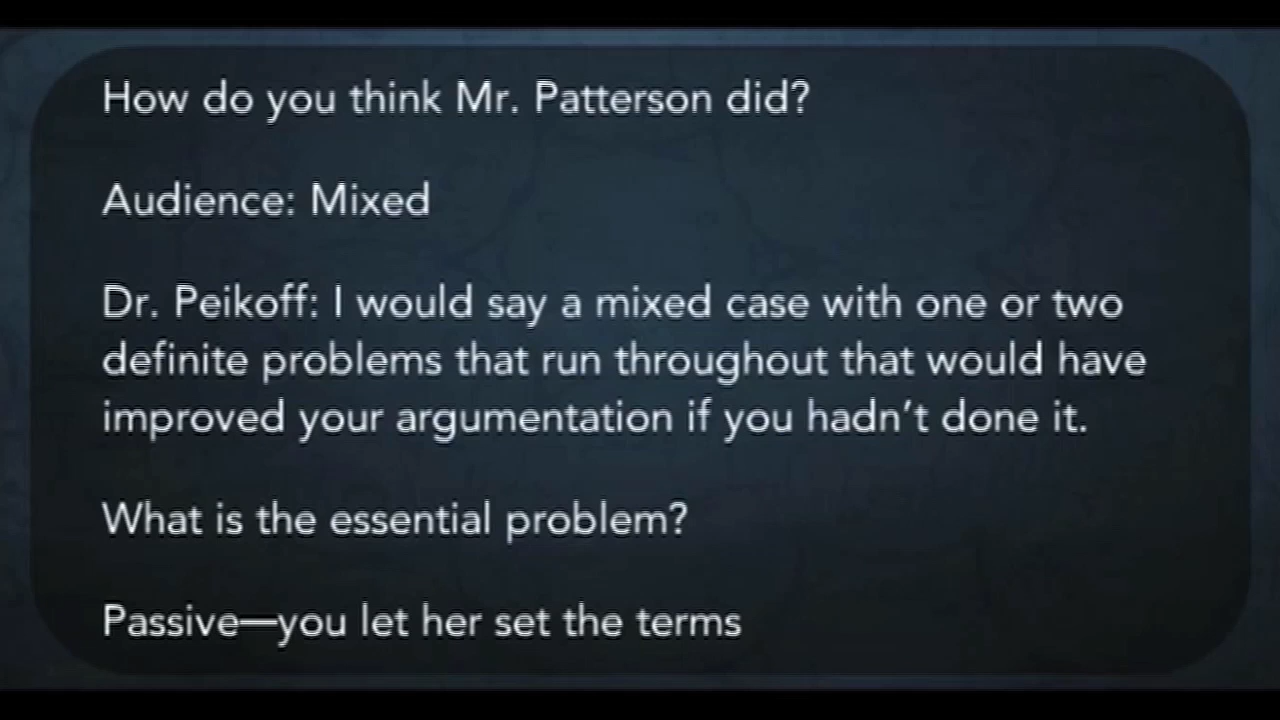 How do you think Mr. Patterson did?
Audience: Mixed
Dr. Peikoff: I would say a mixed case with one or two
definite problems that run throughout that would have
improved your argumentation if you hadn’t done it.
What is the essential problem?
Passive—you let her set the terms